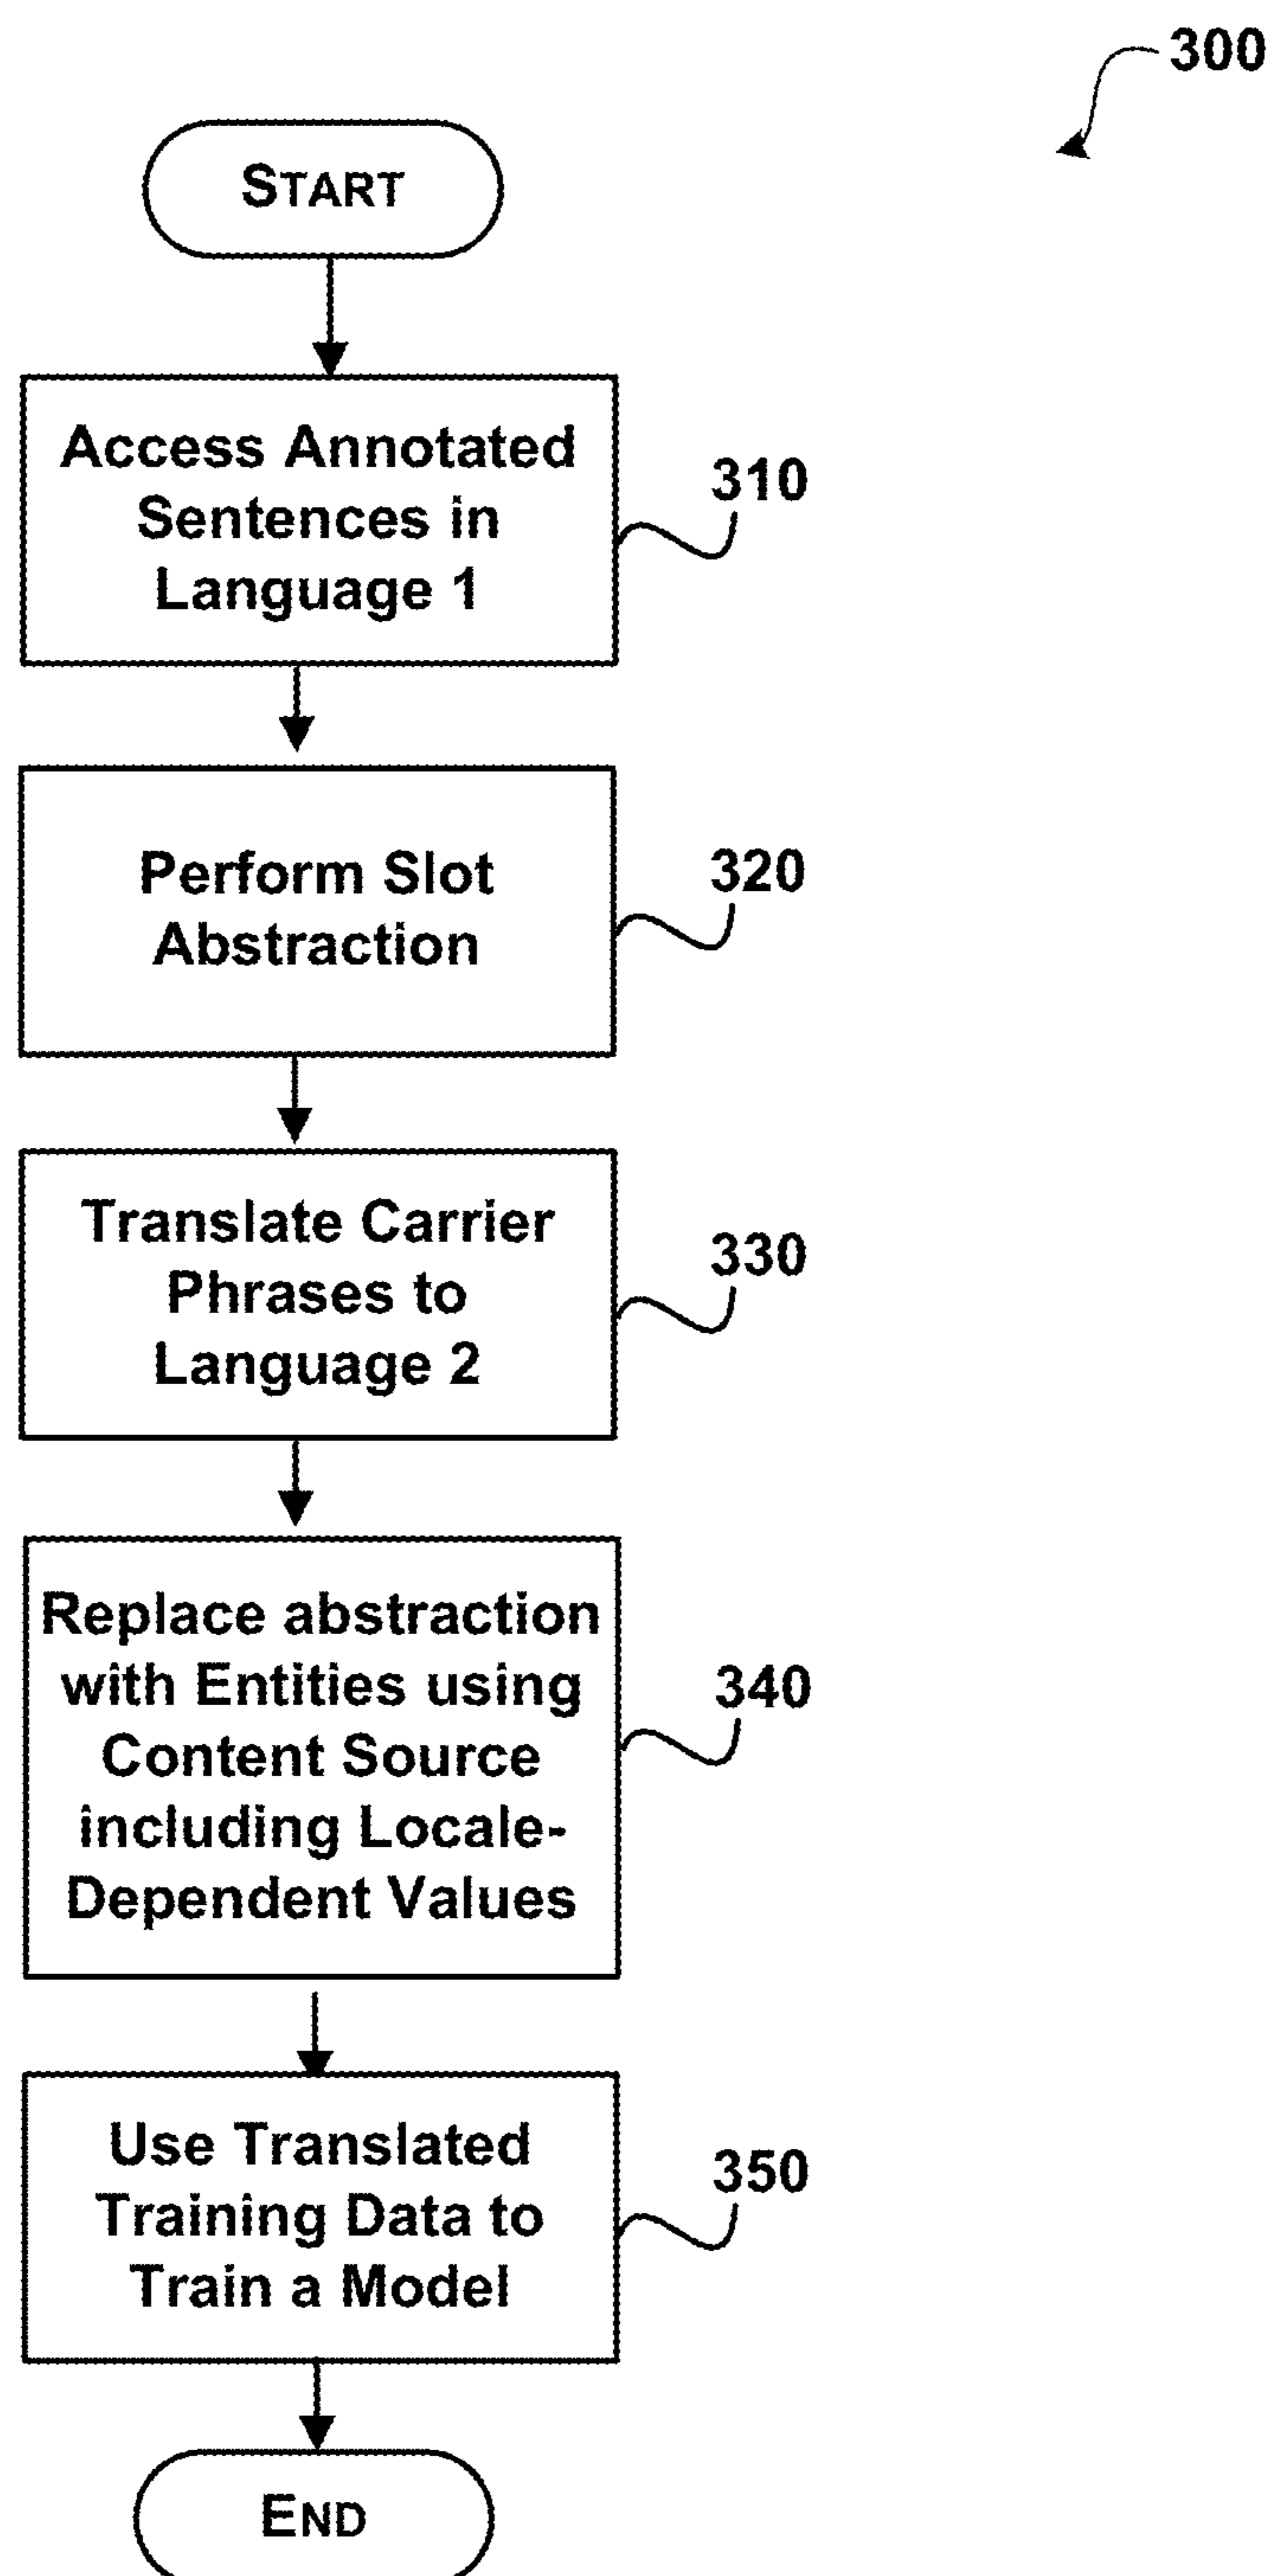 300
START
Access Annotated
Sentences in
Language 1
310
Perform Slot
Abstraction
320
Translate Carrier
Phrases to
Language 2
330
Replace abstraction
with Entities using
Content Source
including Locale-
Dependent Values
340
Use Translated
Training Data to
Train a Model
350
END